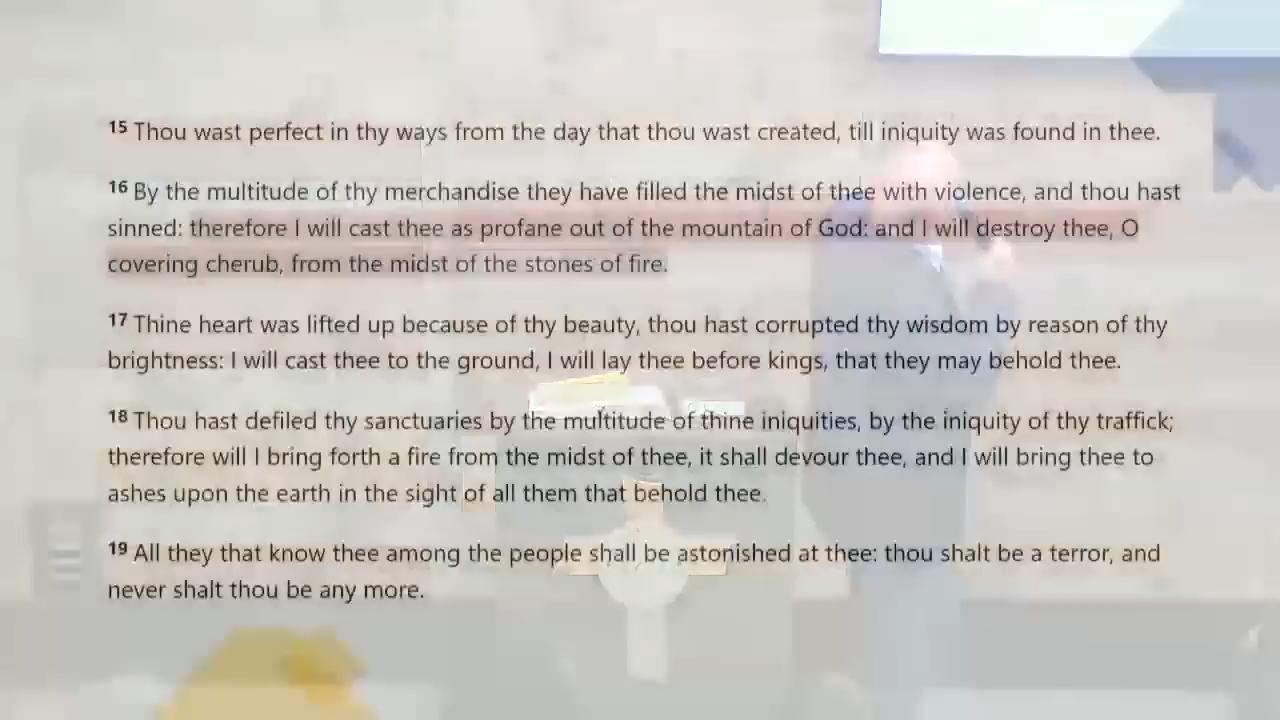 15 Thou wast perfect in thy ways from the day that thou wast created, till iniquity was found in thee.
16 By the multitude of thy merchandise they have filled the midst of thee with violence, and thou hast
sinned: therefore I will cast thee as profane out of the mountain of God: and I will destroy thee, O
covering cherub, from the midst of the stones of fire.
17 Thine heart was lifted up because of thy beauty, thou hast corrupted thy wisdom by reason of thy
brightness: I will cast thee to the ground, I will lay thee before kings, that they may behold thee.
18 Thou hast defiled thy sanctuaries by the multitude of thine iniquities, by the iniquity of thy traffick;
therefore will I bring forth a fire from the midst of thee, it shall devour thee, and I will bring thee to
ashes upon the earth in the sight of all them that behold thee.
19 All they that know thee among the people shall be astonished at thee: thou shalt be a terror, and
never shalt thou be any more.